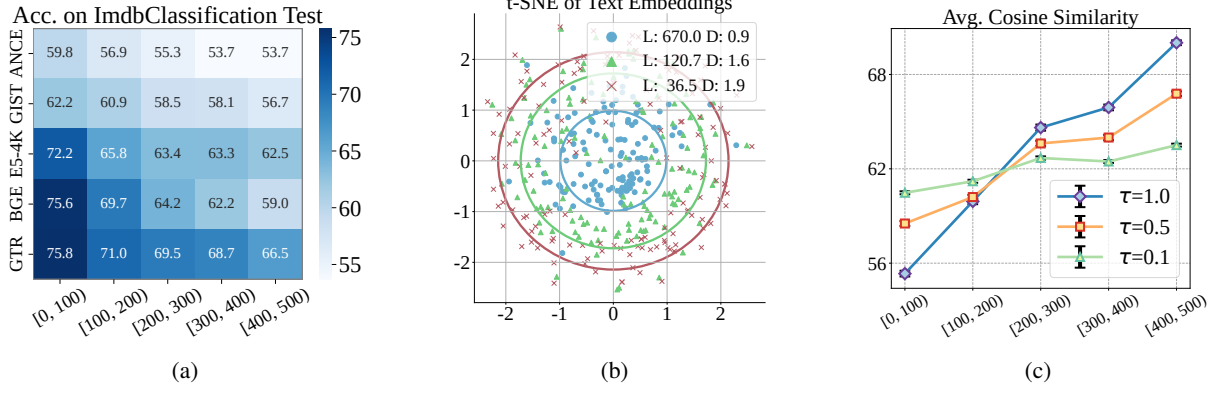 Acc. on ImdbClassification Test
ANCE 59.8 56.9 55.3 53.7 53.7
GIST 62.2 60.9 58.5 58.1 56.7
E5-4K 72.2 65.8 63.4 63.3 62.5
BGE 75.6 69.7 64.2 62.2 59.0
GTR 75.8 71.0 69.5 68.7 66.5
[0, 100) [100, 200) [200, 300) [300, 400) [400, 500)
75
70
65
60
55
(a)
t-SNE of Text Embeddings
L: 670.0 D: 0.9
L: 120.7 D: 1.6
L: 36.5 D: 1.9
2
1
0
-1
-2
-2 -1 0 1 2
(b)
Avg. Cosine Similarity
68
62
56
τ=1.0
τ=0.5
τ=0.1
[0, 100) [100, 200) [200, 300) [300, 400) [400, 500)
(c)